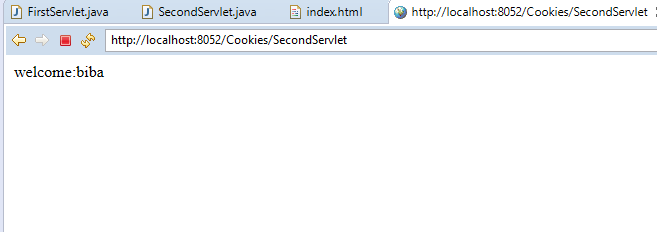 FirstServlet.java SecondServlet.java index.html http://localhost:8052/Cookies/SecondServlet
http://localhost:8052/Cookies/SecondServlet
welcome:biba